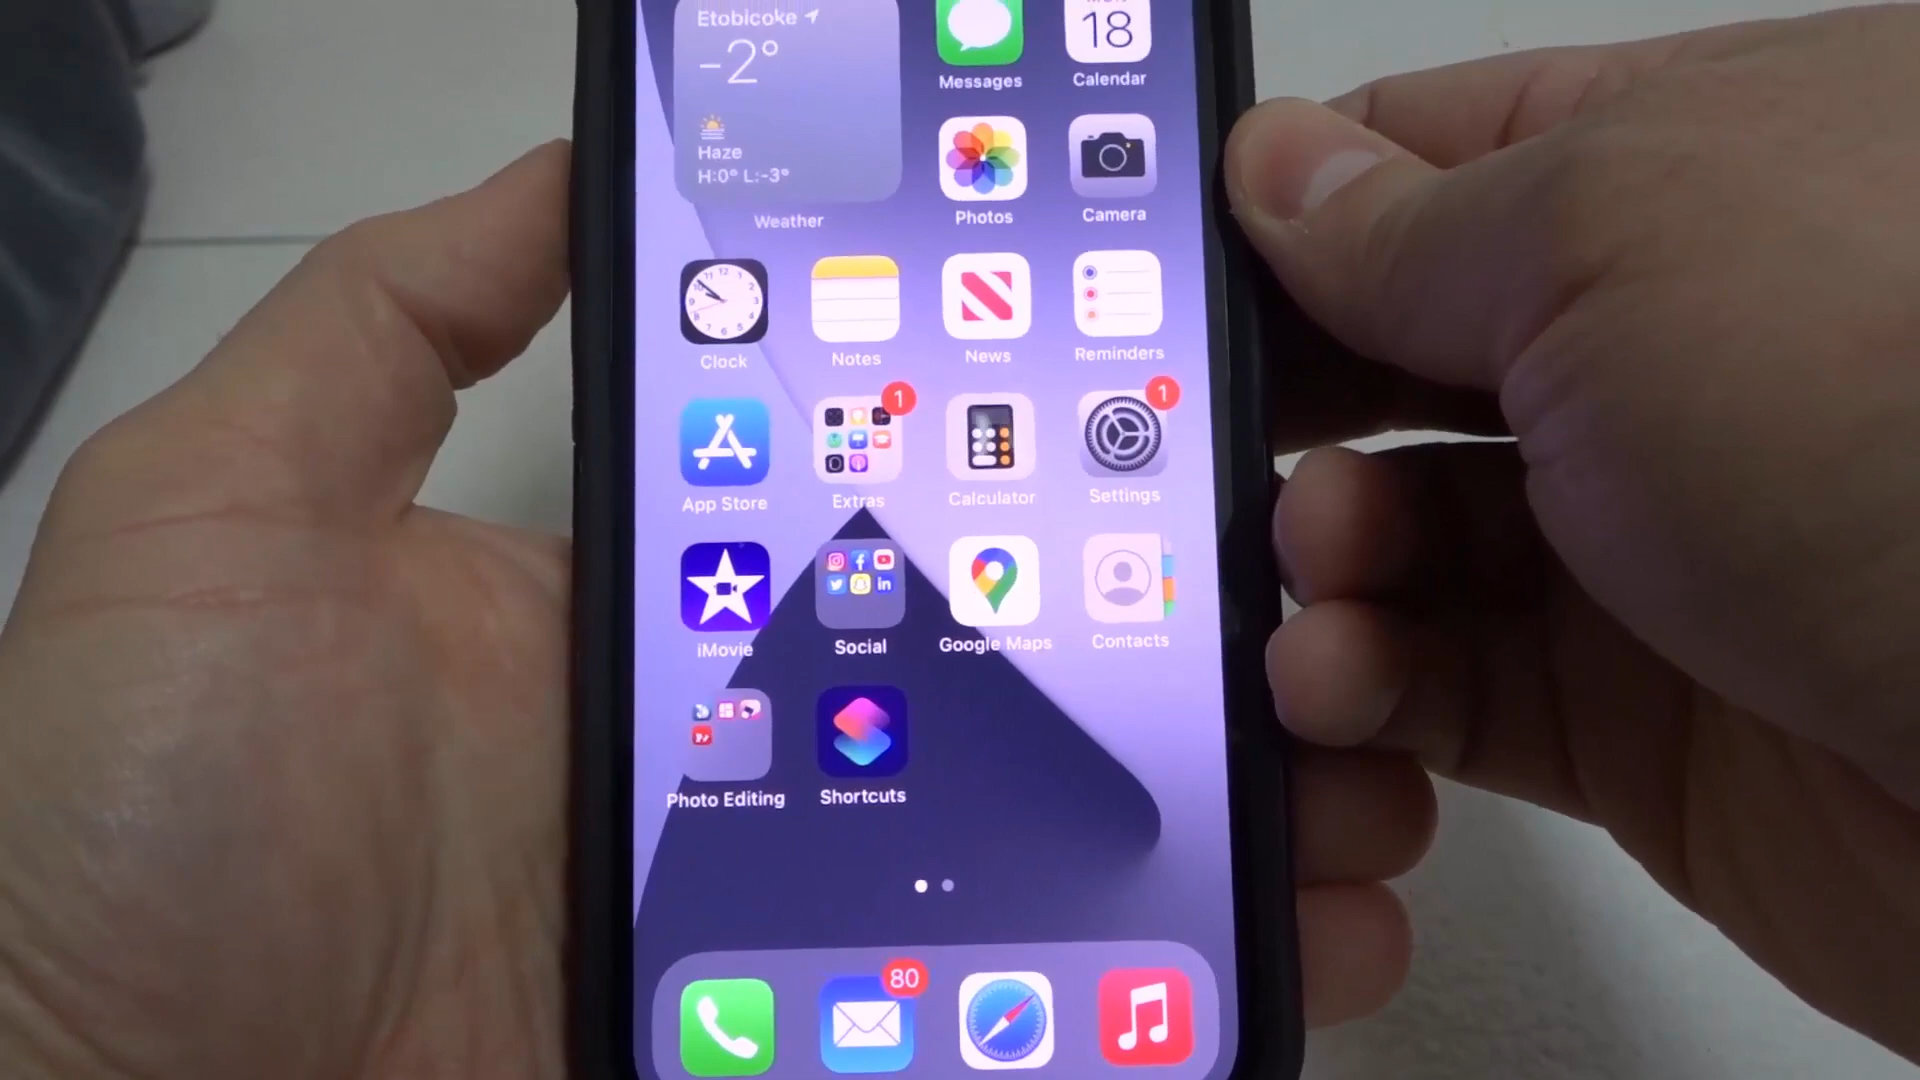 Etobicoke
-2°
Haze
H:0° L:-3°
Weather
Messages
18
Calendar
Photos
Camera
Clock
Notes
News
Reminders
1
1
App Store
Extras
Calculator
Settings
iMovie
Social
Google Maps
Contacts
Photo Editing
Shortcuts
80